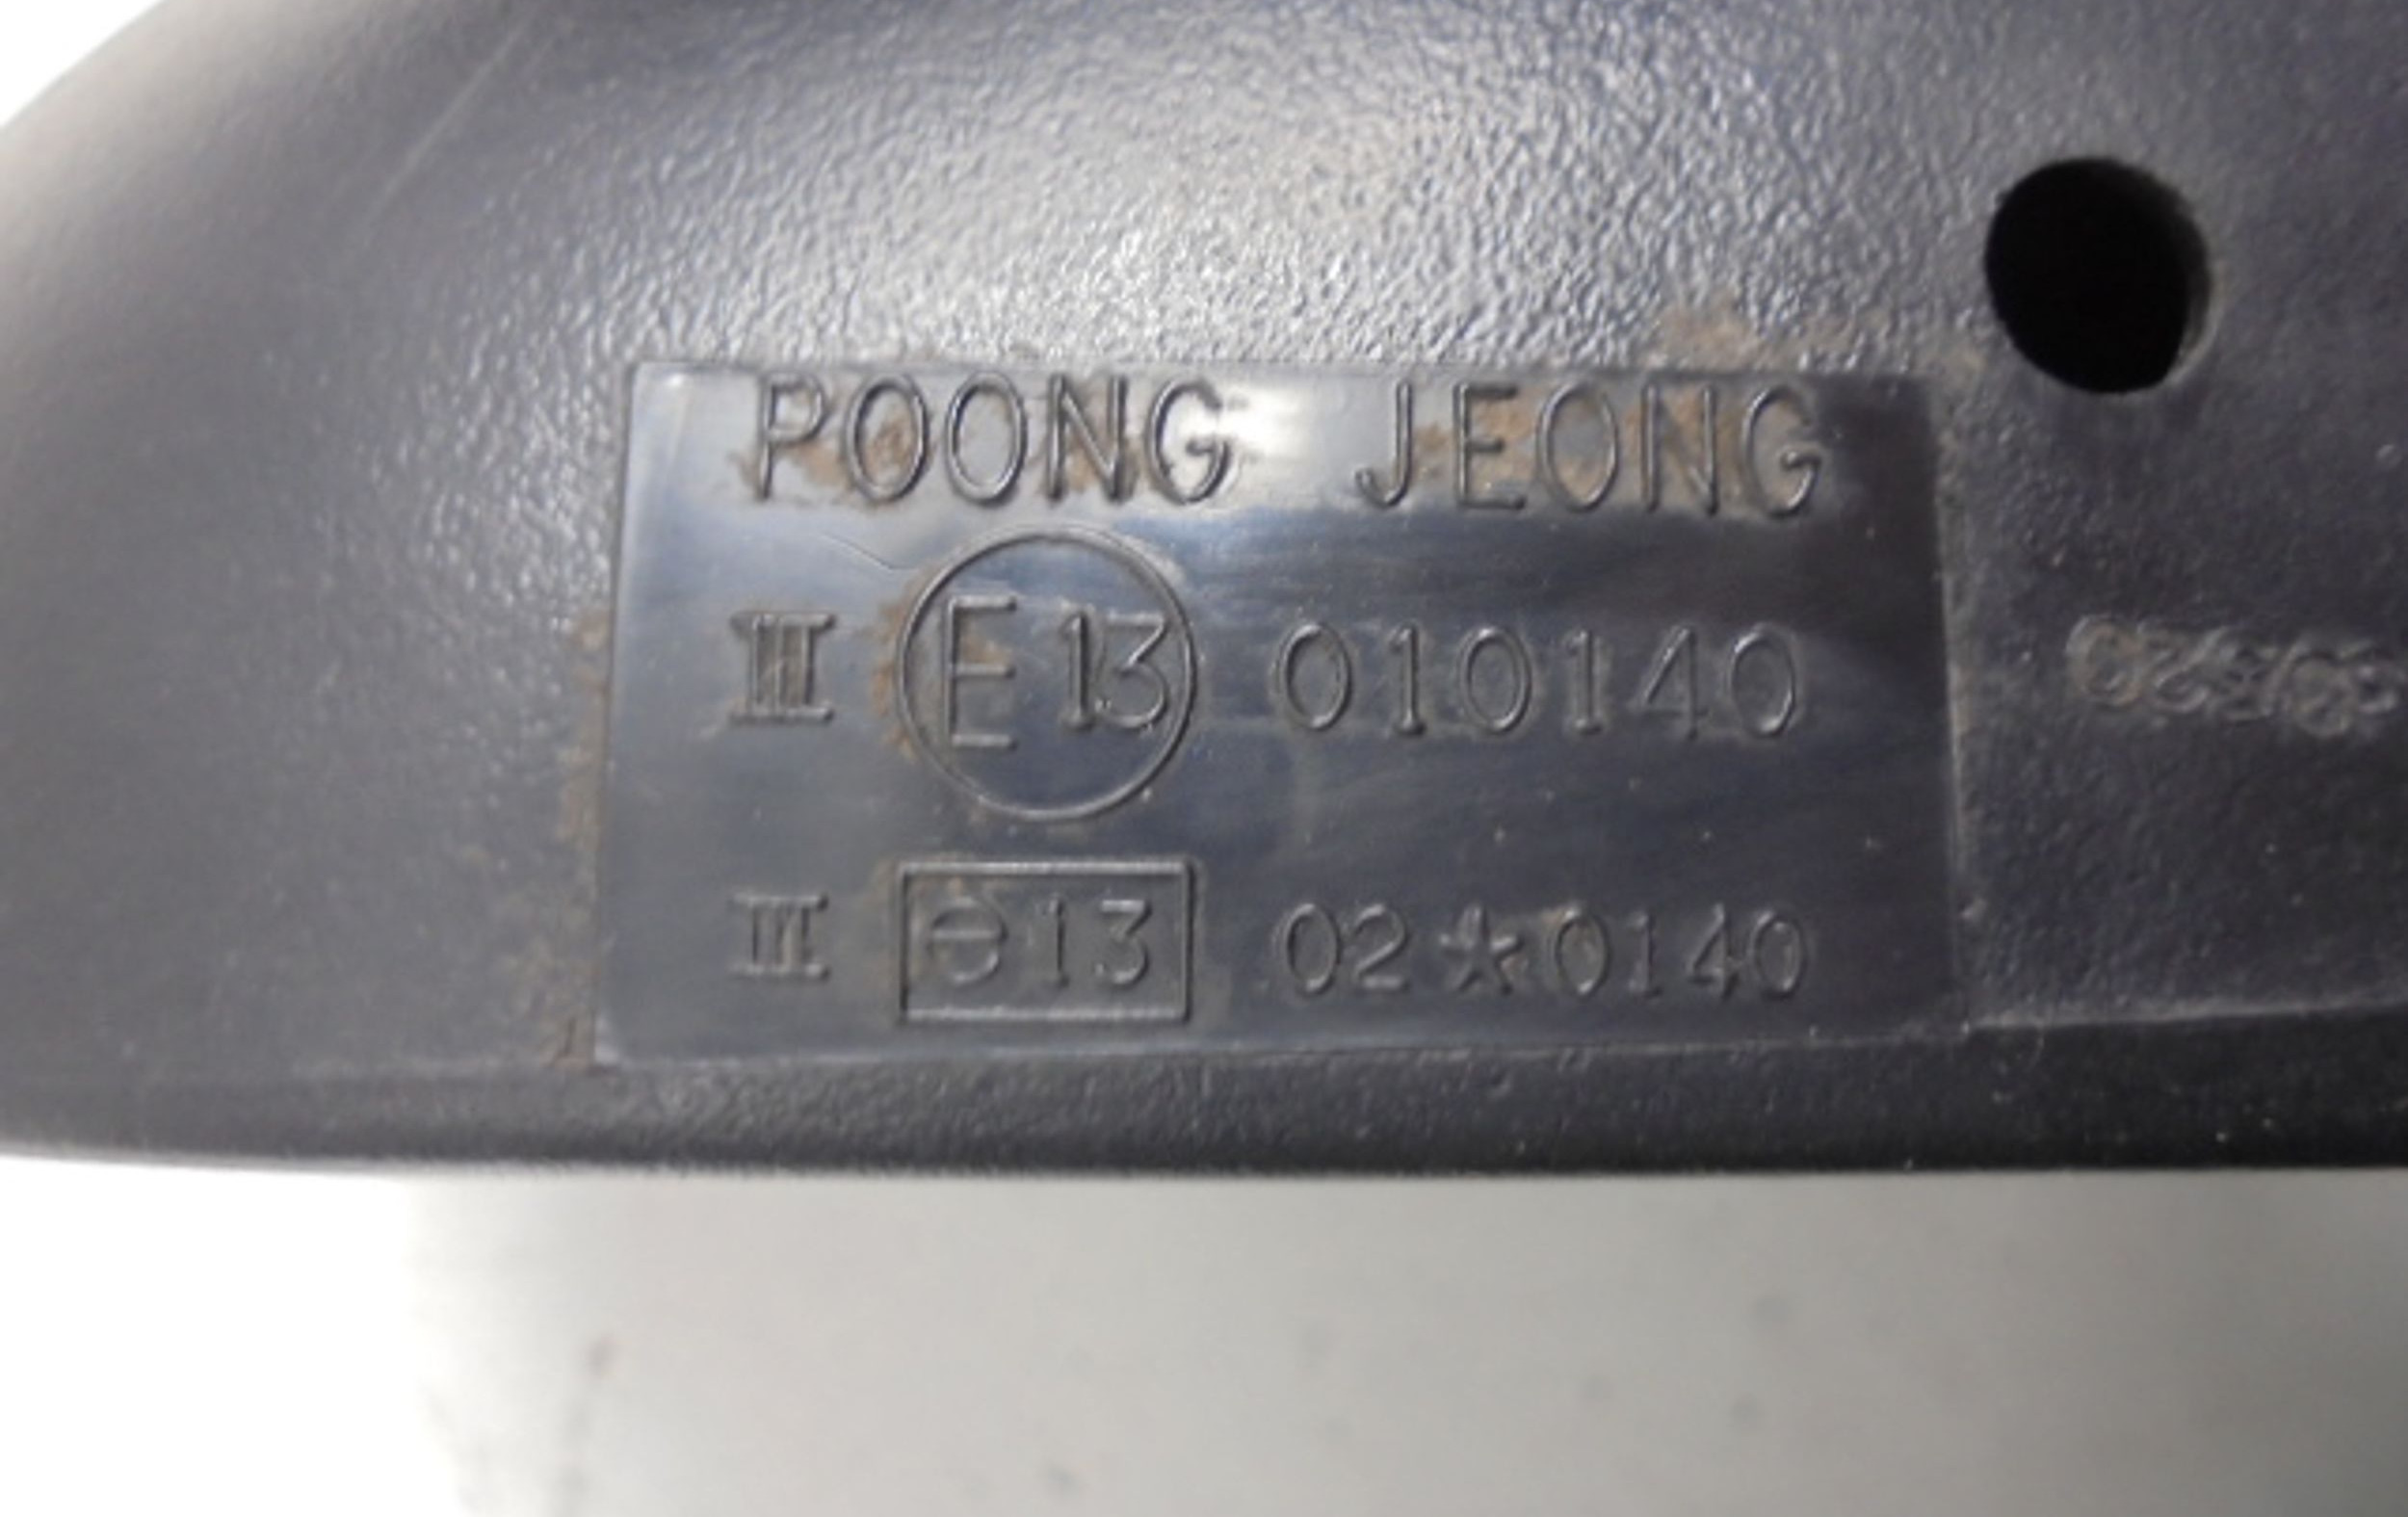 POONG JEONG
III E13 010140
III e13 02*0140